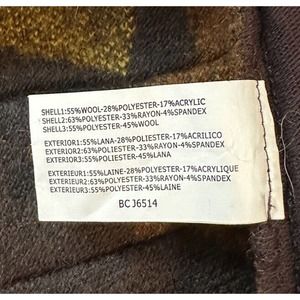 SHELL1:55%WOOL-28%POLYESTER-17%ACRYLIC
SHELL2:63%POLYESTER-33%RAYON-4%SPANDEX
SHELL3:55%POLYESTER-45%WOOL
EXTERIOR1:55%LANA-28%POLIESTER-17%ACRILICO
EXTERIOR2:63%POLIESTER-33%RAYON-4%SPANDEX
EXTERIOR3:55%POLIESTER-45%LANA
EXTERIEUR1:55%LAINE-28%POLYESTER-17%ACRYLIQUE
EXTERIEUR2:63%POLYESTER-33%RAYON-4%SPANDEX
EXTERIEUR3:55%POLYESTER-45%LAINE
BCJ6514